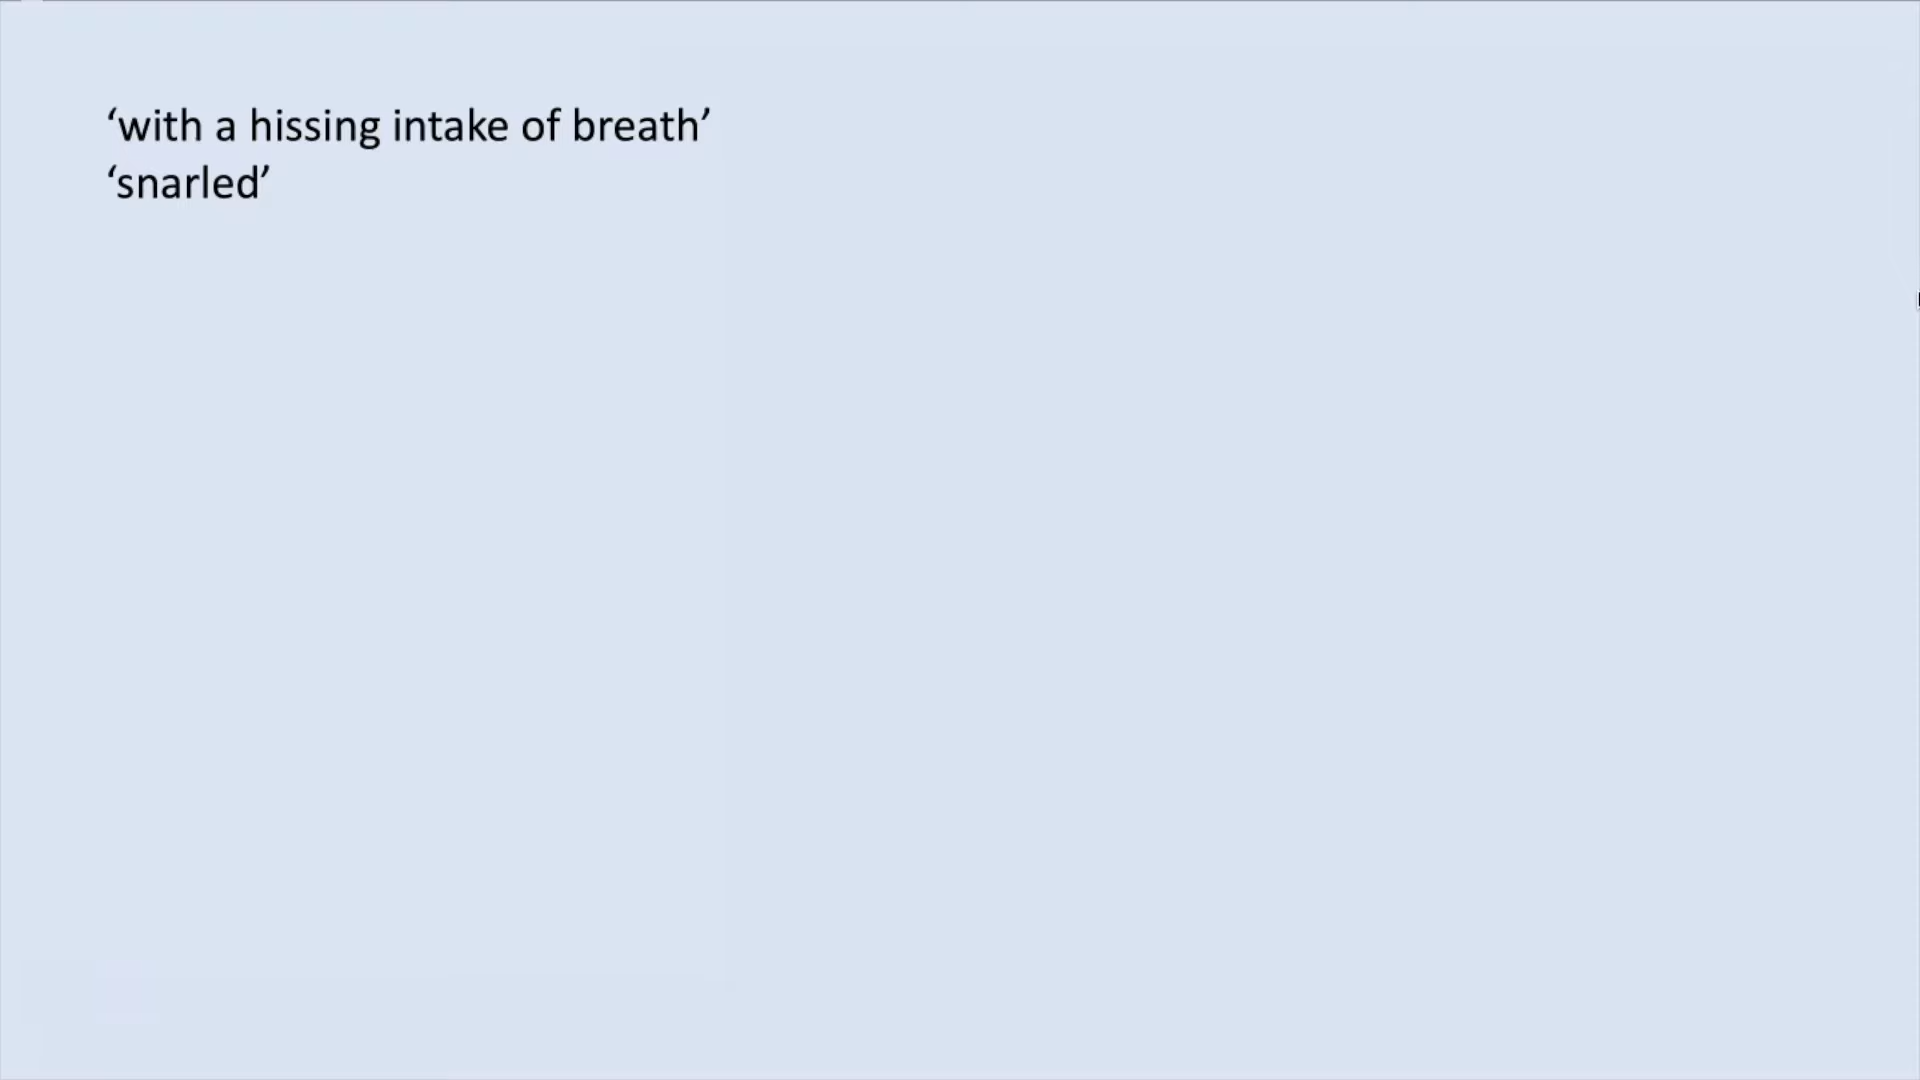 ‘with a hissing intake of breath’
‘snarled’